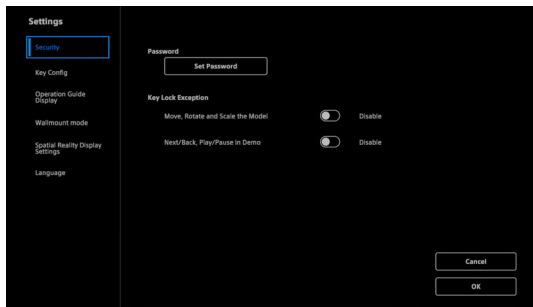 Settings
Security
Key Config
Operation Guide
Display
Wallmount mode
Spatial Reality Display
Settings
Language
Password
Set Password
Key Lock Exception
Move, Rotate and Scale the Model
Disable
Next/Back, Play/Pause in Demo
Disable
Cancel
OK